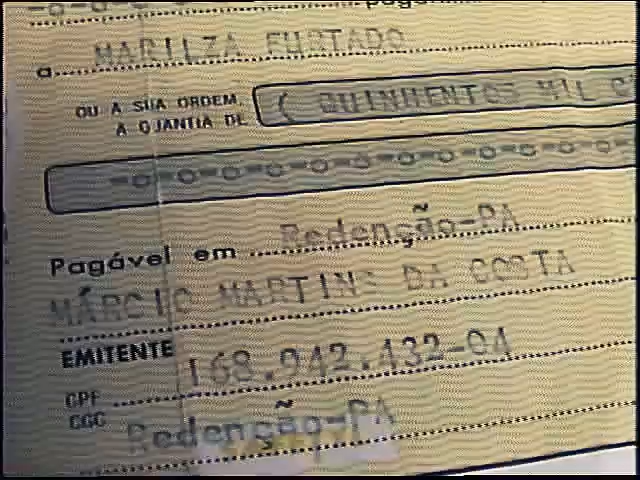 a MARILZA FURTADO
OU A SUA ORDEM,
A QUANTIA DE
( QUINHENTOS MIL
Pagável em Redenção-PA
MÁRCIO MARTINS DA COSTA
EMITENTE
CPF 168.942.432-04
CGC
Redenção-PA